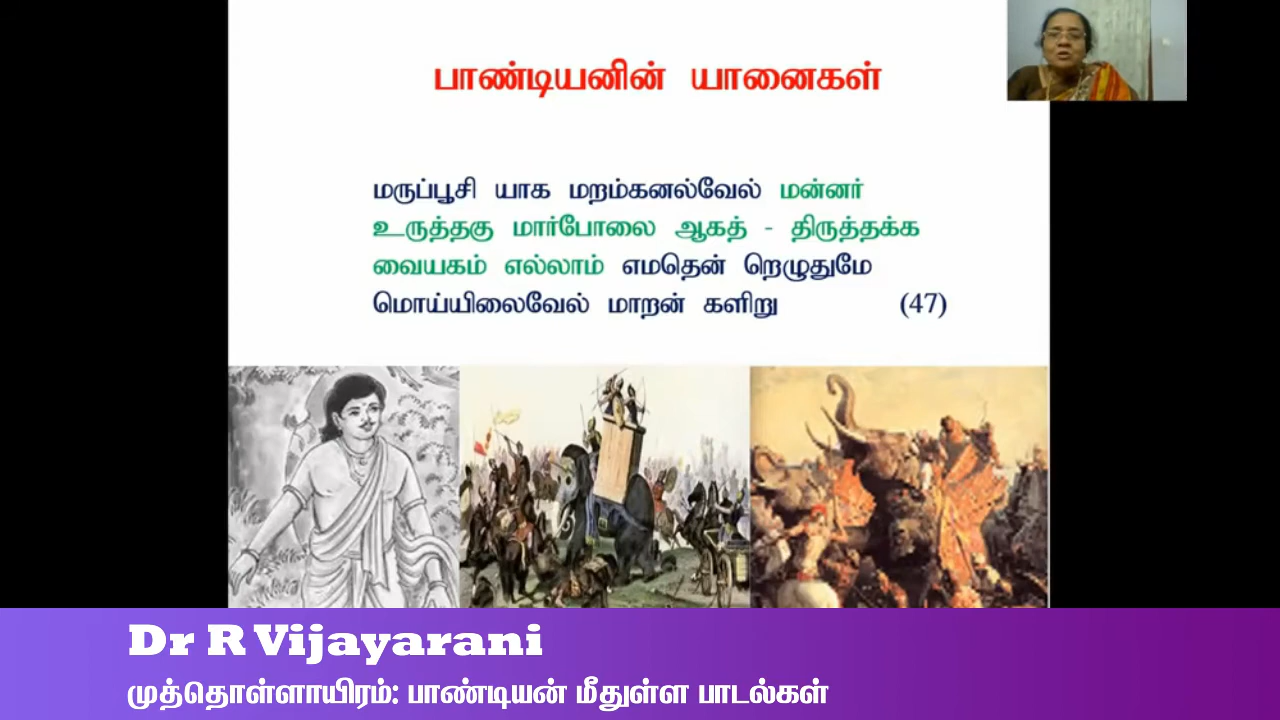 பாண்டியனின் யானைகள்
மருப்பூசி யாக மறம்கனல்வேல் மன்னர்
உருத்தகு மார்போலை ஆகத் - திருத்தக்க
வையகம் எல்லாம் எமதென் றெழுதுமே
மொய்யிலைவேல் மாறன் களிறு (47)
Dr R Vijayarani
முத்தொள்ளாயிரம்: பாண்டியன் மீதுள்ள பாடல்கள்